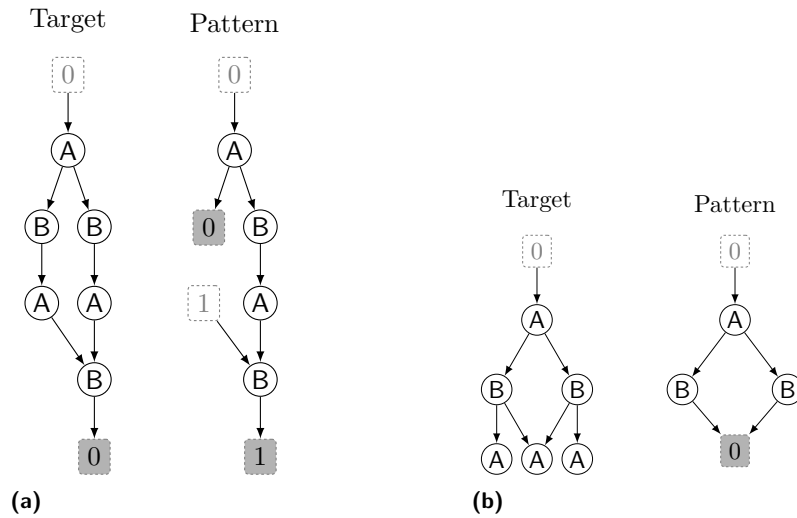 Target Pattern
0 0
A A
B B 0 B
A A 1 A
B B
0 1
(a)
Target Pattern
0 0
A A
B B B B
A A A 0
(b)